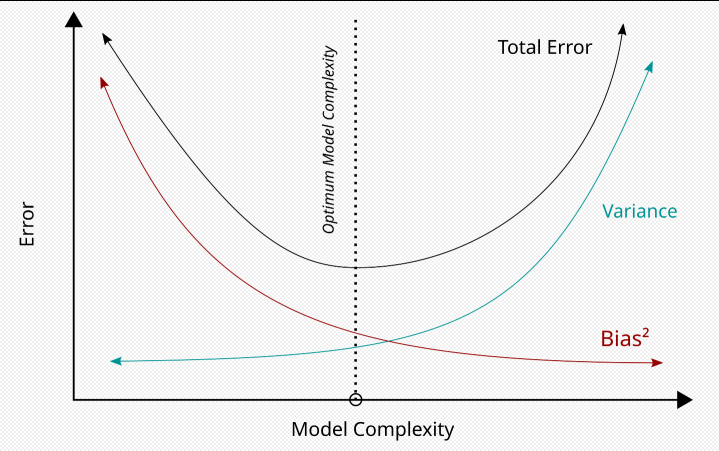 Total Error
Optimum Model Complexity
Error
Variance
Bias²
Model Complexity